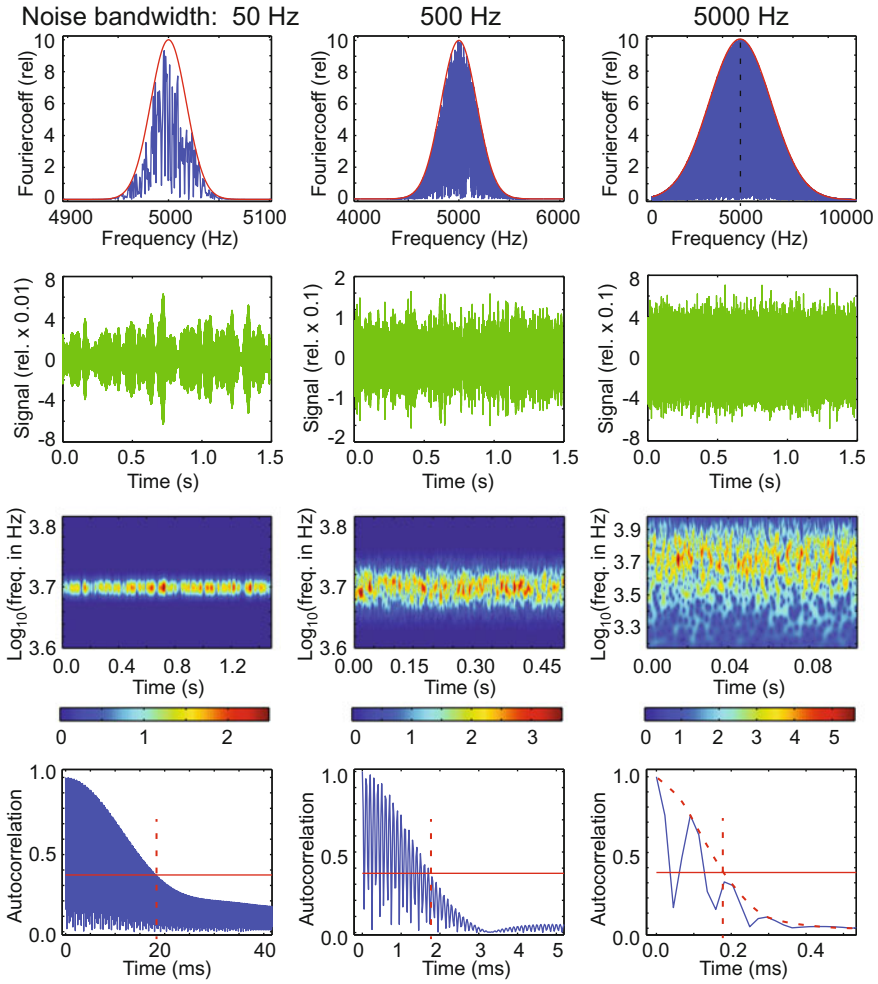 Noise bandwidth: 50 Hz 500 Hz 5000 Hz
Fouriercoeff (rel)
10
8
6
4
2
0
4900 5000 5100
Frequency (Hz)
Fouriercoeff (rel)
10
8
6
4
2
0
4000 5000 6000
Frequency (Hz)
Fouriercoeff (rel)
10
8
6
4
2
0
0 5000 10000
Frequency (Hz)
Signal (rel. x 0.01)
8
4
0
-4
-8
0.0 0.5 1.0 1.5
Time (s)
Signal (rel. x 0.1)
2
1
0
-1
-2
0.0 0.5 1.0 1.5
Time (s)
Signal (rel. x 0.1)
8
4
0
-4
-8
0.0 0.5 1.0 1.5
Time (s)
Log10(freq. in Hz)
3.8
3.7
3.6
0.0 0.4 0.8 1.2
Time (s)
0 1 2
Log10(freq. in Hz)
3.8
3.7
3.6
0.00 0.15 0.30 0.45
Time (s)
0 1 2 3
Log10(freq. in Hz)
3.9
3.7
3.5
3.3
0.00 0.04 0.08
Time (s)
0 1 2 3 4 5
Autocorrelation
1.0
0.5
0.0
0 20 40
Time (ms)
Autocorrelation
1.0
0.5
0.0
0 1 2 3 4 5
Time (ms)
Autocorrelation
1.0
0.5
0.0
0.0 0.2 0.4
Time (ms)